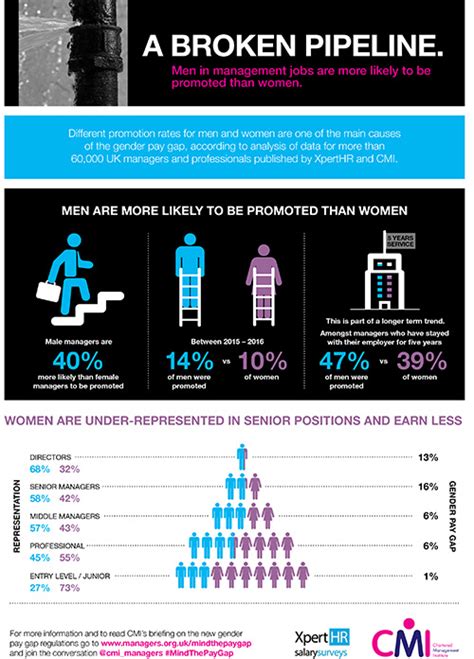 A BROKEN PIPELINE.
Men in management jobs are more likely to be
promoted than women.
Different promotion rates for men and women are one of the main causes
of the gender pay gap, according to analysis of data for more than
60,000 UK managers and professionals published by XpertHR and CMI.
MEN ARE MORE LIKELY TO BE PROMOTED THAN WOMEN
Male managers are
40%
more likely than female
managers to be promoted
Between 2015 – 2016
14% vs 10%
of men were
promoted
of women
5 YEARS
SERVICE
This is part of a longer term trend.
Amongst managers who have stayed
with their employer for five years
47% vs 39%
of men were
promoted
of women
WOMEN ARE UNDER-REPRESENTED IN SENIOR POSITIONS AND EARN LESS
REPRESENTATION
DIRECTORS
68% 32%
13%
SENIOR MANAGERS
58% 42%
16%
MIDDLE MANAGERS
57% 43%
6%
PROFESSIONAL
45% 55%
6%
ENTRY LEVEL / JUNIOR
27% 73%
1%
GENDER PAY GAP
For more information and to read CMI's briefing on the new gender
pay gap regulations go to www.managers.org.uk/mindthepaygap
and join the conversation @cmi_managers #MindThePayGap
XpertHR
salarysurveys
CMI
Chartered
Management
Institute